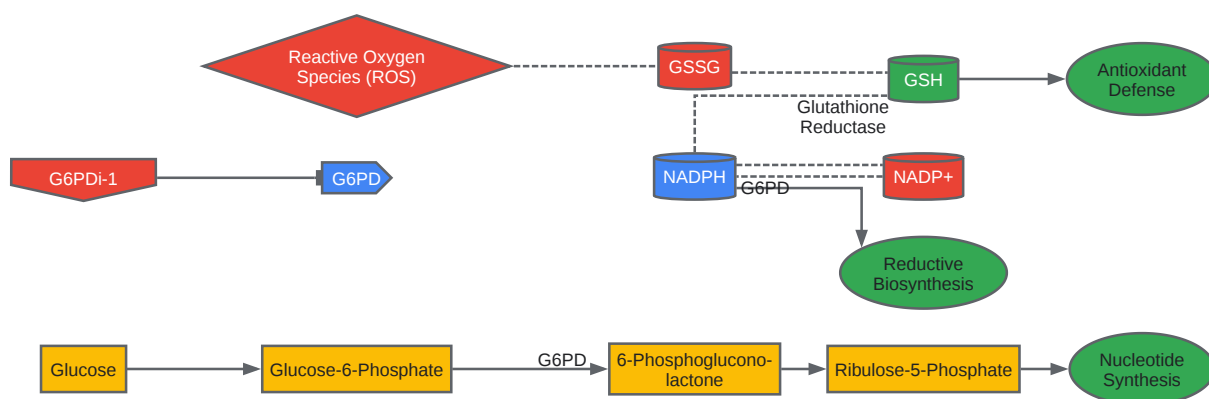 Reactive Oxygen
Species (ROS)
GSSG
GSH
Antioxidant
Defense
Glutathione
Reductase
G6PDi-1
G6PD
NADPH
NADP+
G6PD
Reductive
Biosynthesis
Glucose
Glucose-6-Phosphate
G6PD
6-Phosphoglucono-
lactone
Ribulose-5-Phosphate
Nucleotide
Synthesis